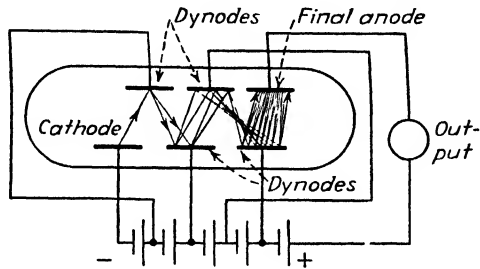 Dynodes
Final anode
Cathode
Out-
put
Dynodes
- +